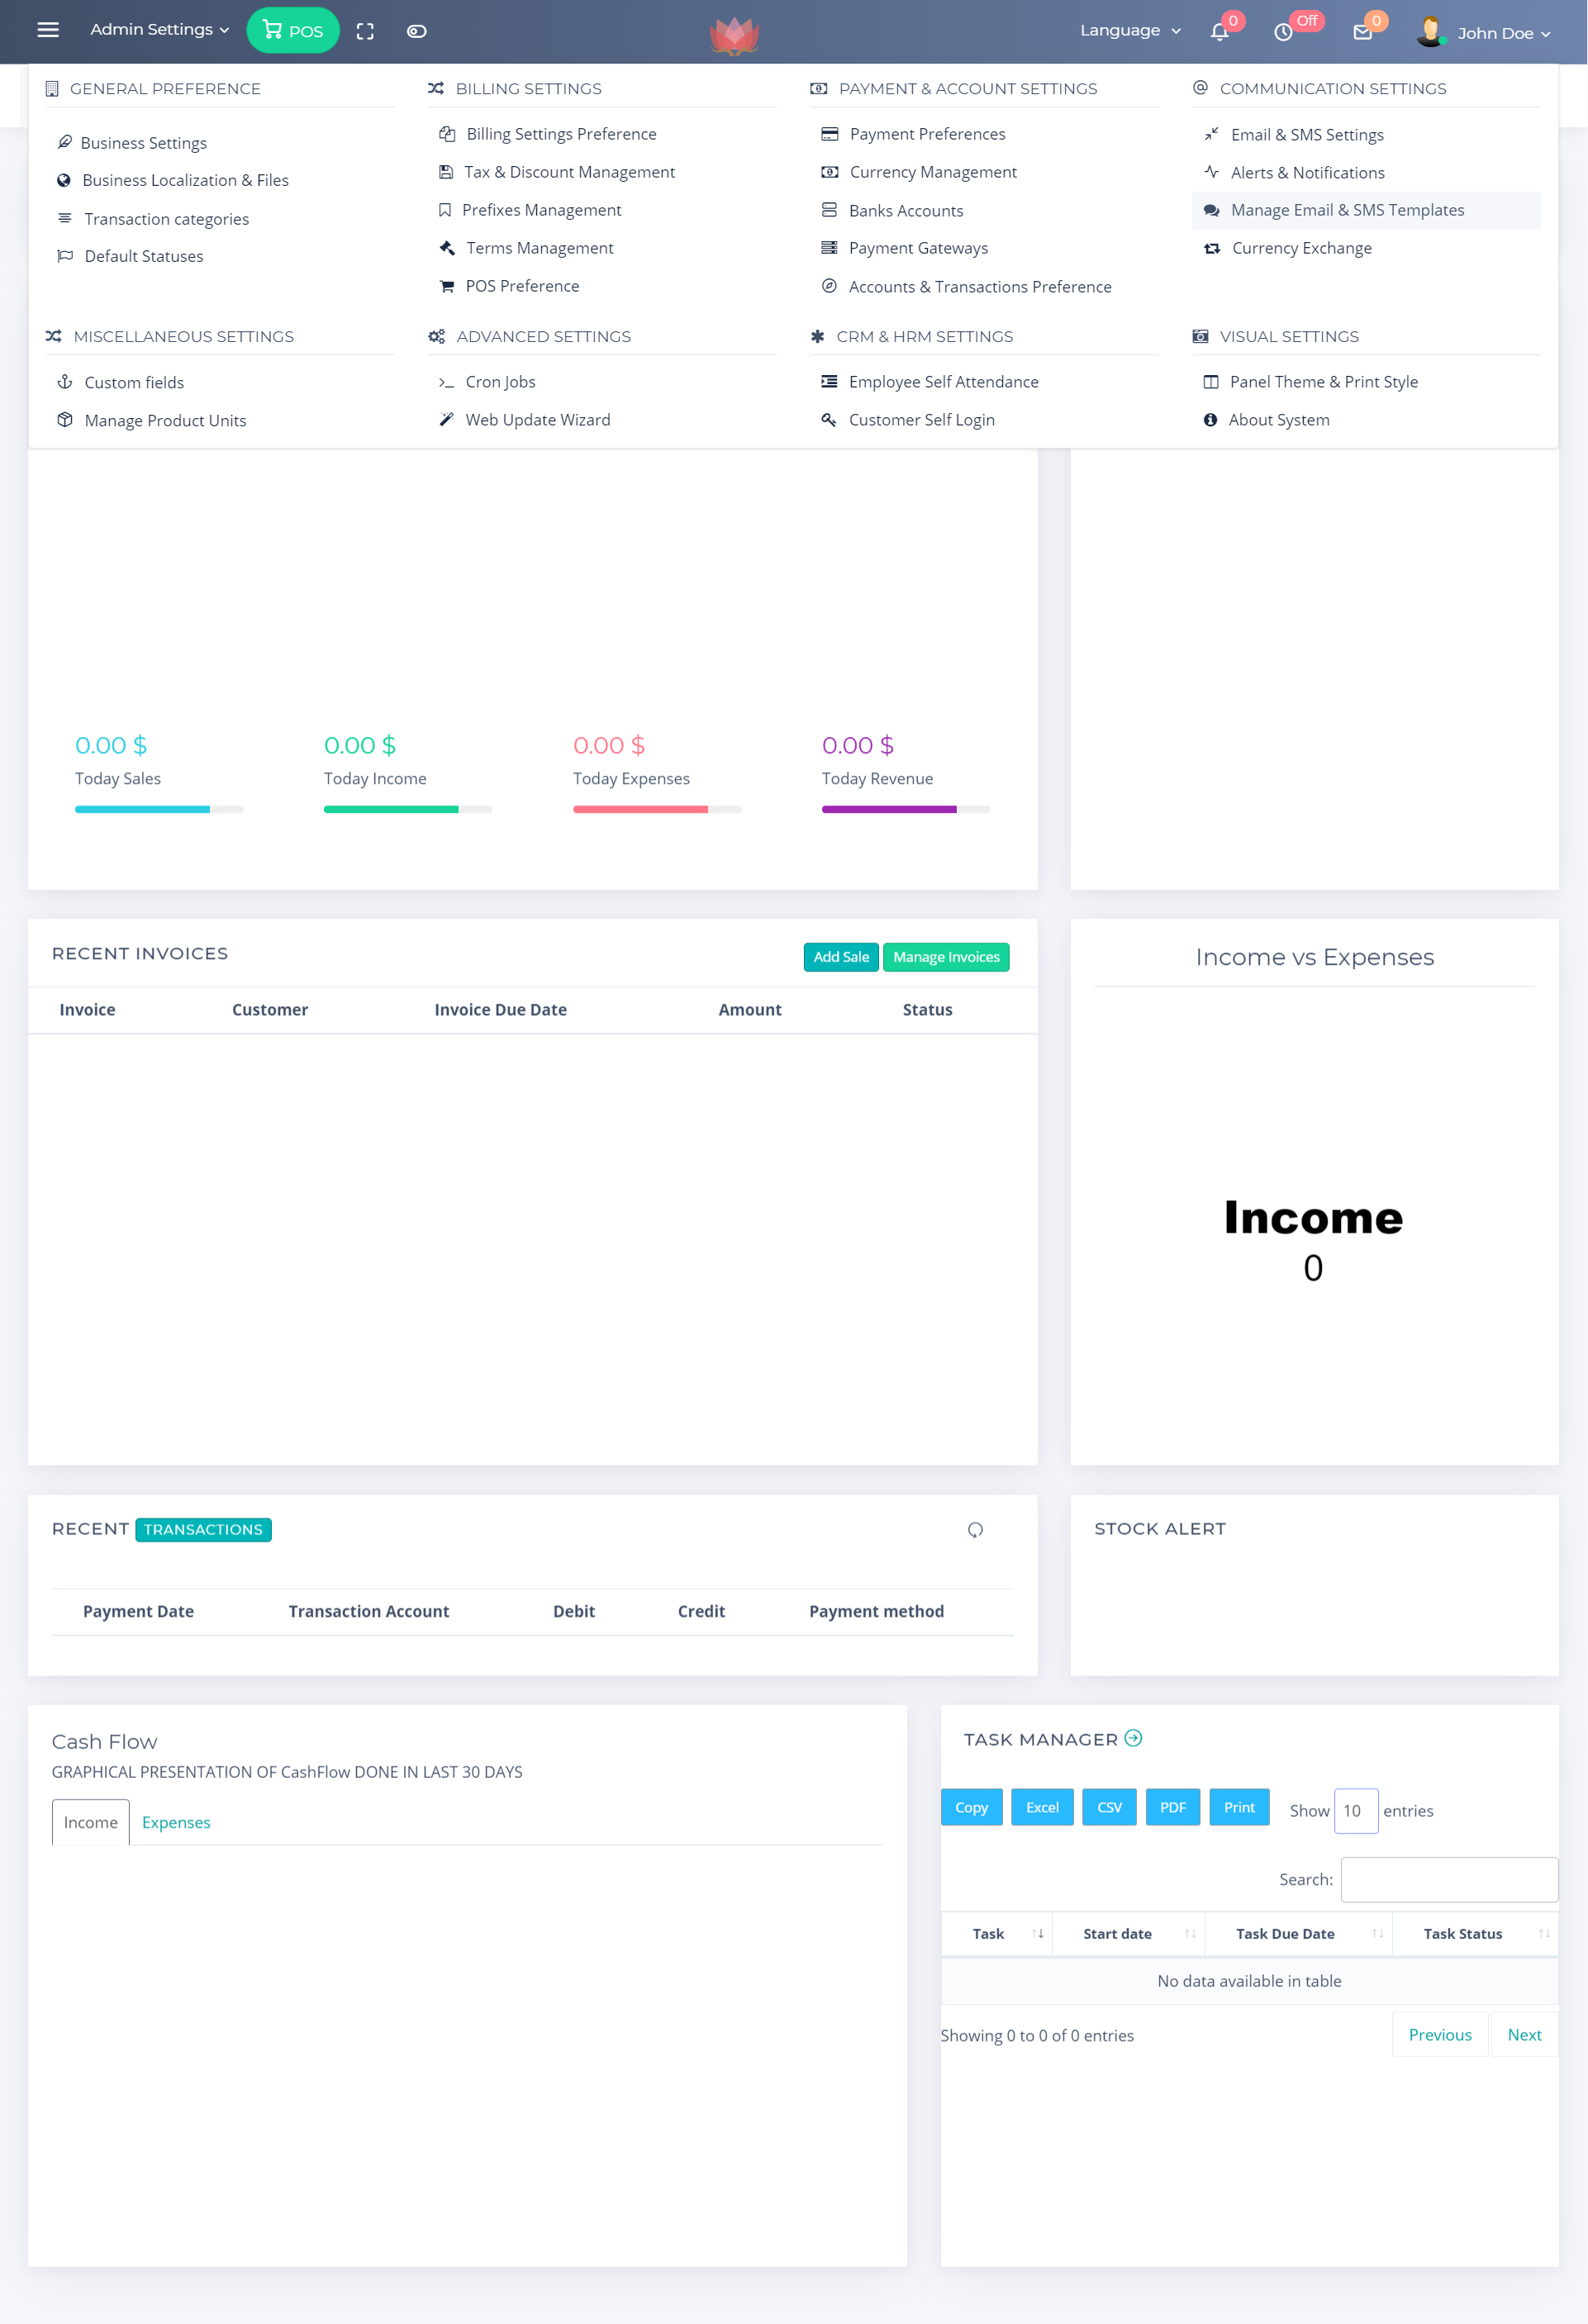 Admin Settings
POS
Language
0
Off
0
John Doe
GENERAL PREFERENCE
Business Settings
Business Localization & Files
Transaction categories
Default Statuses
BILLING SETTINGS
Billing Settings Preference
Tax & Discount Management
Prefixes Management
Terms Management
POS Preference
PAYMENT & ACCOUNT SETTINGS
Payment Preferences
Currency Management
Banks Accounts
Payment Gateways
Accounts & Transactions Preference
COMMUNICATION SETTINGS
Email & SMS Settings
Alerts & Notifications
Manage Email & SMS Templates
Currency Exchange
MISCELLANEOUS SETTINGS
Custom fields
Manage Product Units
ADVANCED SETTINGS
Cron Jobs
Web Update Wizard
CRM & HRM SETTINGS
Employee Self Attendance
Customer Self Login
VISUAL SETTINGS
Panel Theme & Print Style
About System
0.00 $
Today Sales
0.00 $
Today Income
0.00 $
Today Expenses
0.00 $
Today Revenue
RECENT INVOICES
Add Sale Manage Invoices
Invoice Customer Invoice Due Date Amount Status
Income vs Expenses
Income
0
RECENT TRANSACTIONS
Payment Date Transaction Account Debit Credit Payment method
STOCK ALERT
Cash Flow
GRAPHICAL PRESENTATION OF CashFlow DONE IN LAST 30 DAYS
Income Expenses
TASK MANAGER
Copy Excel CSV PDF Print Show 10 entries
Search:
Task Start date Task Due Date Task Status
No data available in table
Showing 0 to 0 of 0 entries
Previous Next